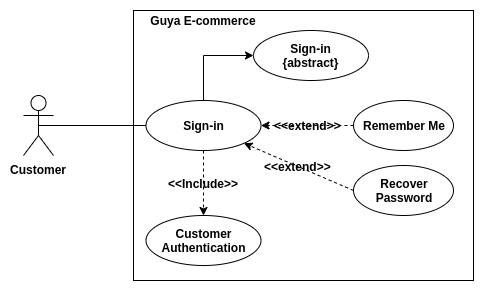 Guya E-commerce
Sign-in
{abstract}
Sign-in
<<extend>>
Remember Me
<<extend>>
Customer
<<Include>>
Recover
Password
Customer
Authentication